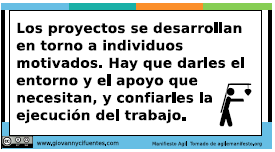 Los proyectos se desarrollan
en torno a individuos
motivados. Hay que darles el
entorno y el apoyo que
necesitan, y confiarles la
ejecución del trabajo.
www.giovannycifuentes.com Manifiesto Agil. Tomado de agilemanifesto.org